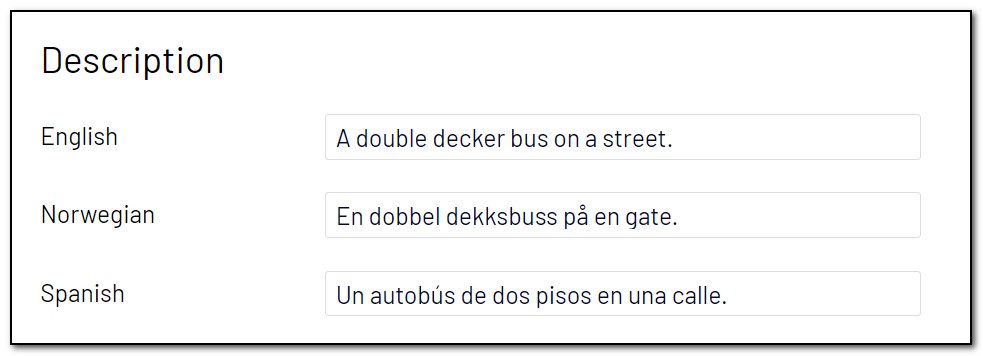 Description
English A double decker bus on a street.
Norwegian En dobbel dekksbuss på en gate.
Spanish Un autobús de dos pisos en una calle.